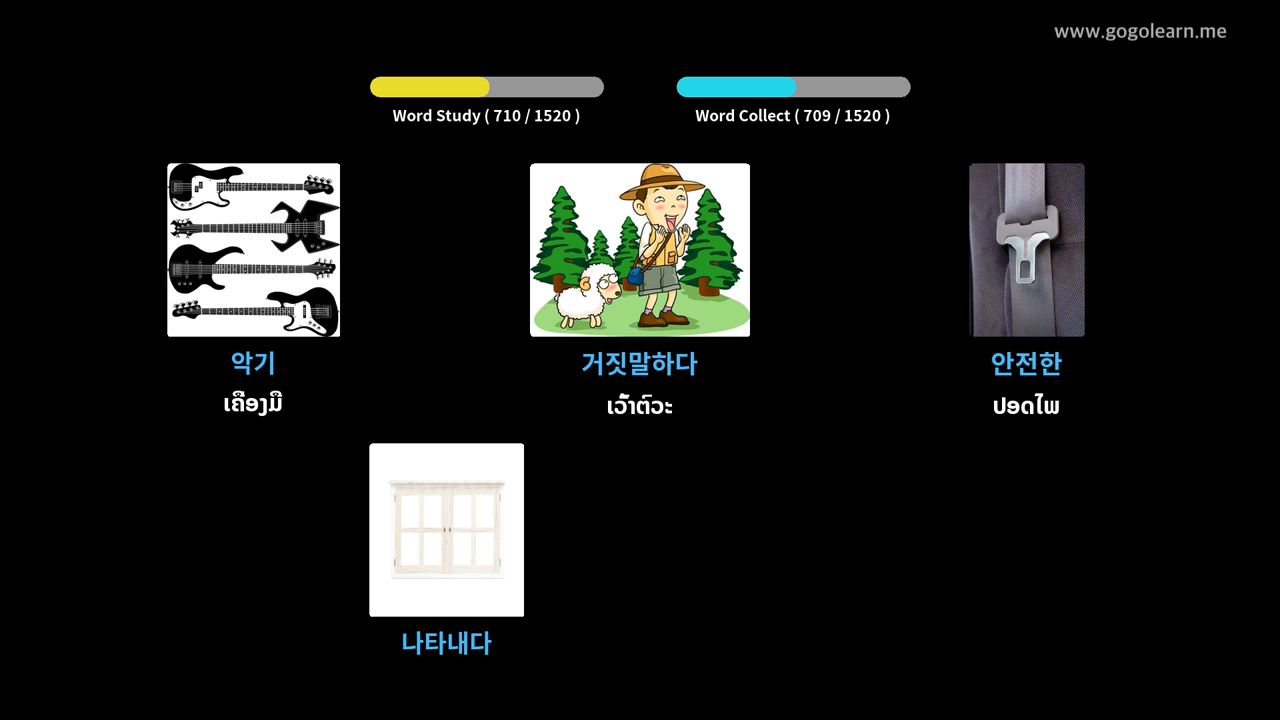 www.gogolearn.me
Word Study ( 710 / 1520 )
Word Collect ( 709 / 1520 )
악기
거짓말하다
안전한
ເຄື່ອງມື
ເວົ້າຕົວະ
ປອດໄພ
나타내다